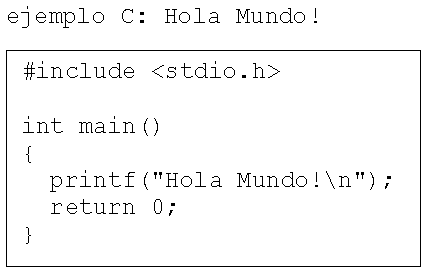 ejemplo C: Hola Mundo!
#include <stdio.h>
int main()
{
printf("Hola Mundo!\n");
return 0;
}